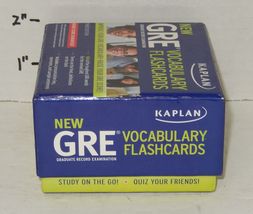 2"-
1"-
NEW
GRE®
VOCABULARY
FLASHCARDS
KAPLAN
KAPLAN
NEW
GRE®
GRADUATE RECORD EXAMINATION
VOCABULARY
FLASHCARDS
STUDY ON THE GO! · QUIZ YOUR FRIENDS!